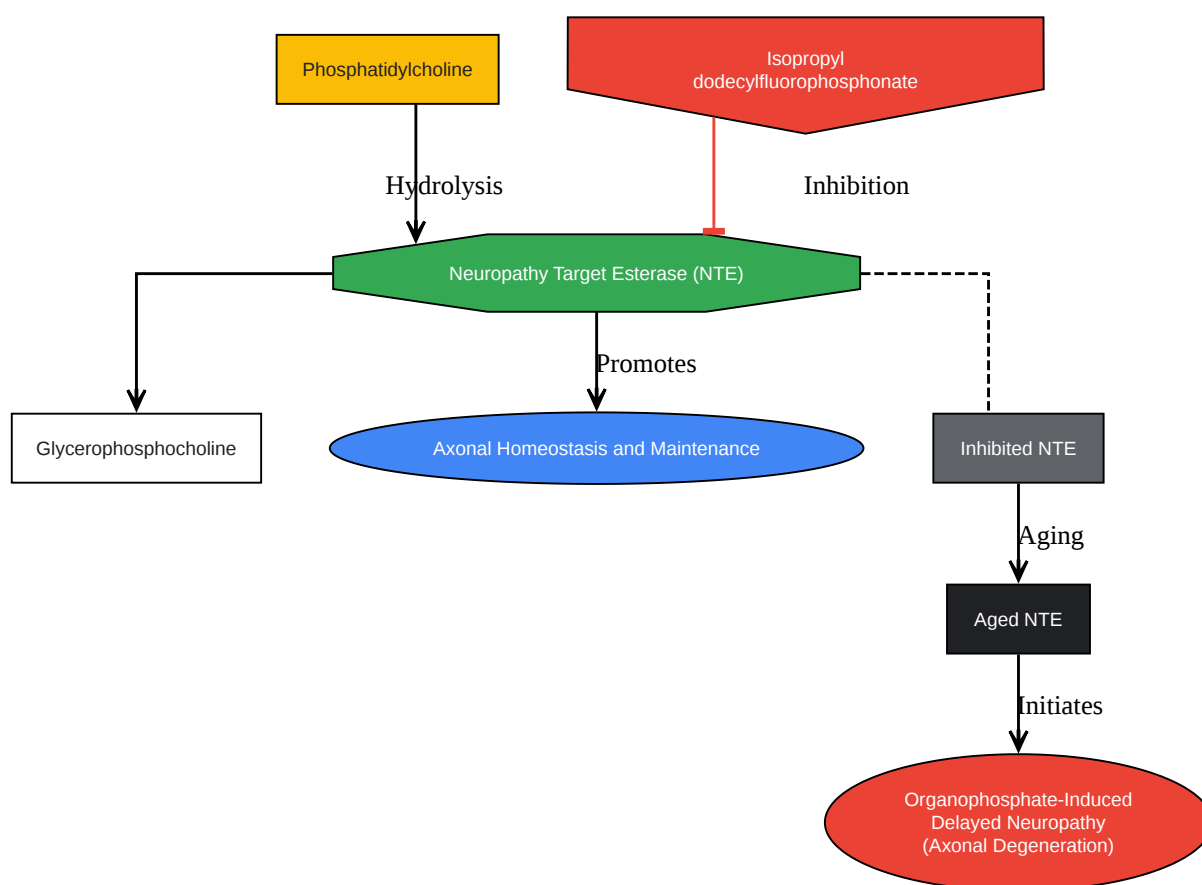 Phosphatidylcholine
Isopropyl
dodecylfluorophosphonate
Hydrolysis
Inhibition
Neuropathy Target Esterase (NTE)
Promotes
Glycerophosphocholine
Axonal Homeostasis and Maintenance
Inhibited NTE
Aging
Aged NTE
Initiates
Organophosphate-Induced
Delayed Neuropathy
(Axonal Degeneration)